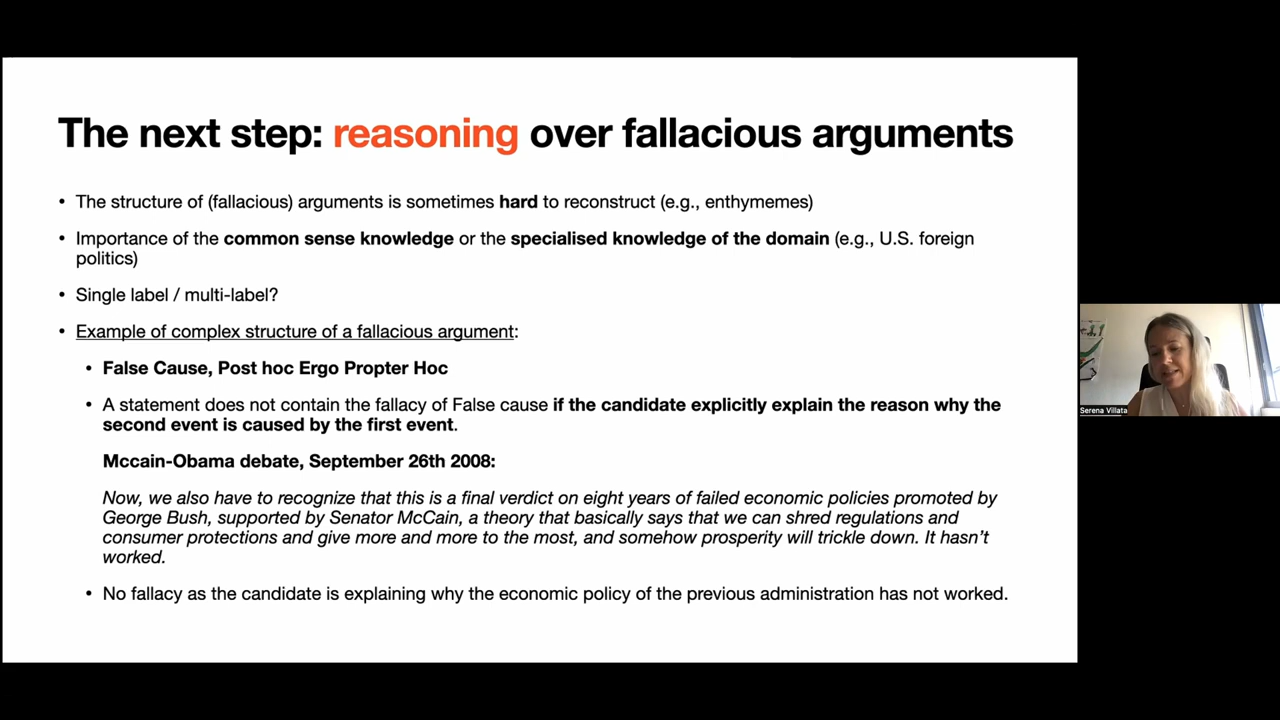 The next step: reasoning over fallacious arguments
• The structure of (fallacious) arguments is sometimes hard to reconstruct (e.g., enthymemes)
• Importance of the common sense knowledge or the specialised knowledge of the domain (e.g., U.S. foreign
politics)
• Single label / multi-label?
• Example of complex structure of a fallacious argument:
• False Cause, Post hoc Ergo Propter Hoc
• A statement does not contain the fallacy of False cause if the candidate explicitly explain the reason why the
second event is caused by the first event.
Mccain-Obama debate, September 26th 2008:
Now, we also have to recognize that this is a final verdict on eight years of failed economic policies promoted by
George Bush, supported by Senator McCain, a theory that basically says that we can shred regulations and
consumer protections and give more and more to the most, and somehow prosperity will trickle down. It hasn’t
worked.
• No fallacy as the candidate is explaining why the economic policy of the previous administration has not worked.
Serena Villata